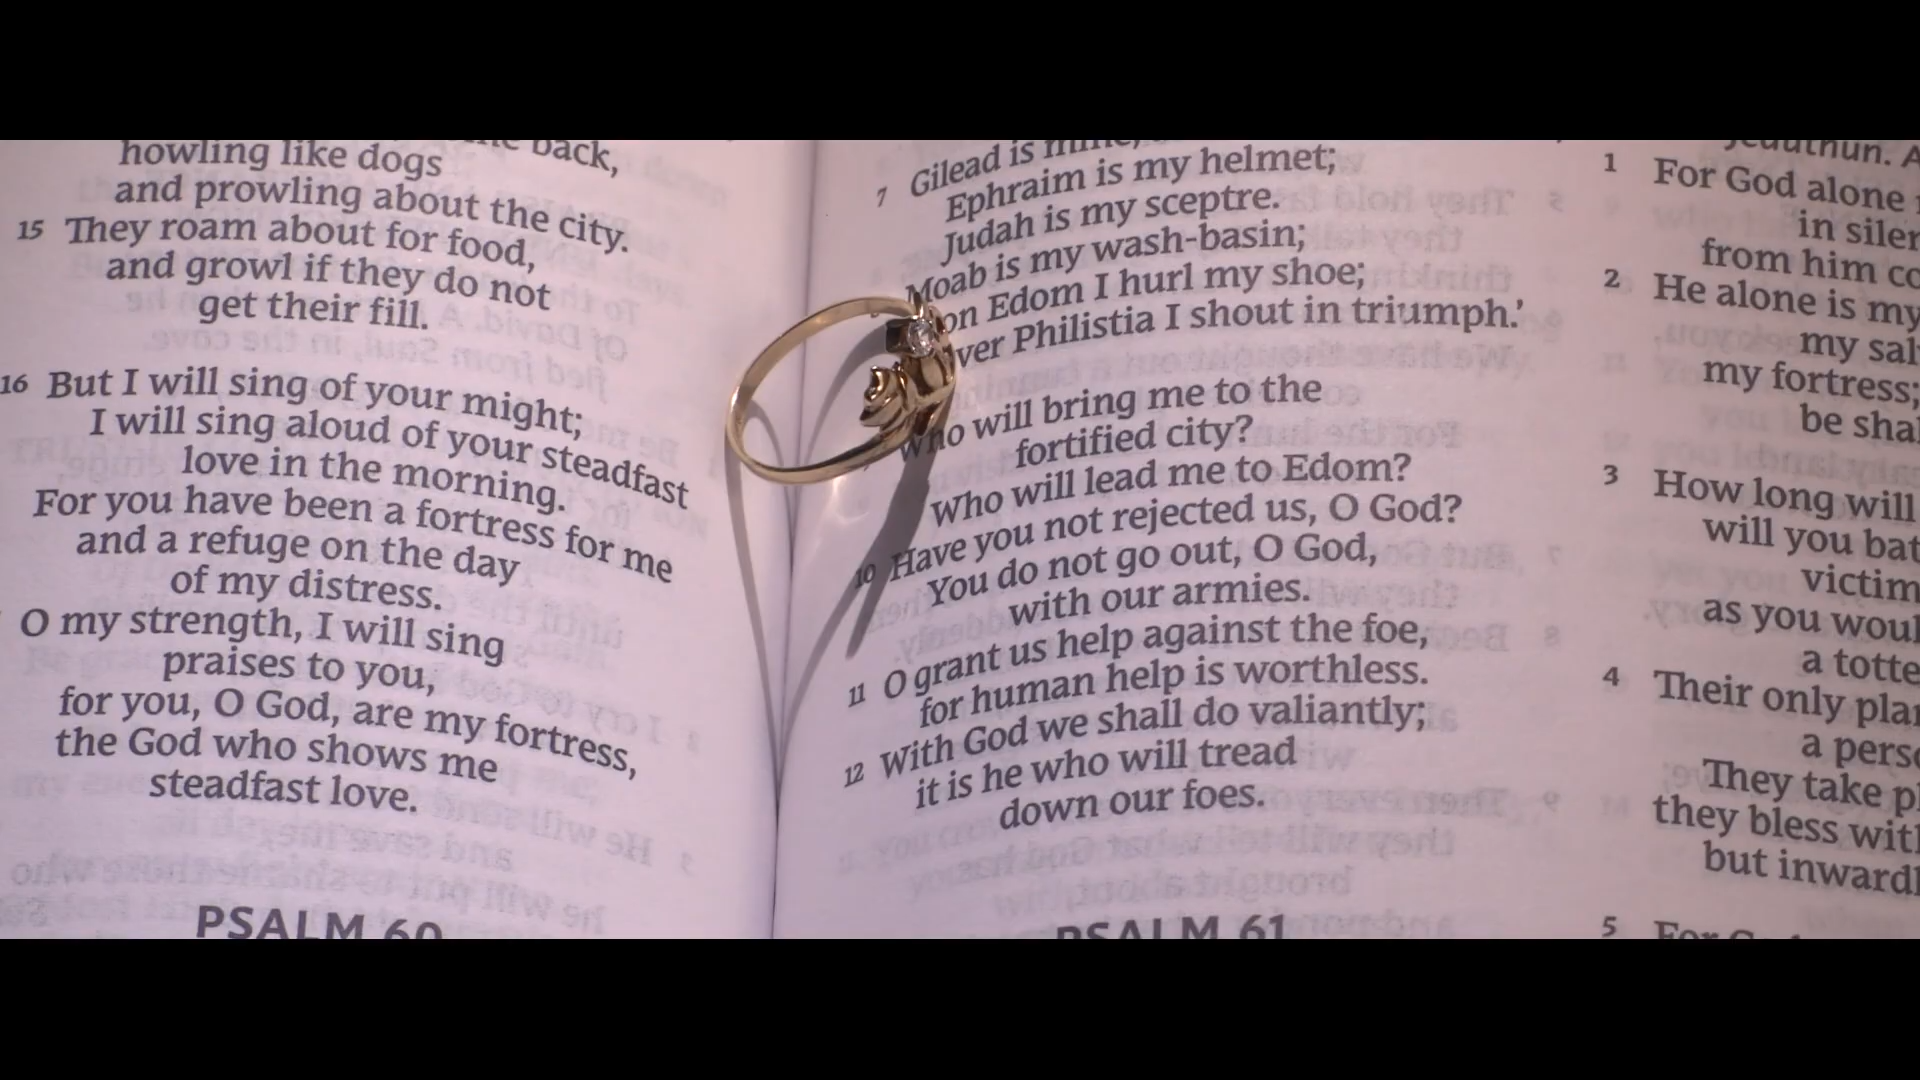 back,
howling like dogs
and prowling about the city.
15 They roam about for food,
and growl if they do not
get their fill.
16 But I will sing of your might;
I will sing aloud of your steadfast
love in the morning.
For you have been a fortress for me
and a refuge on the day
of my distress.
O my strength, I will sing
praises to you,
for you, O God, are my fortress,
the God who shows me
steadfast love.
PSALM 60
7 Gilead is
Ephraim is my helmet;
Judah is my sceptre.
Moab is my wash-basin;
on Edom I hurl my shoe;
ver Philistia I shout in triumph.’
Who will bring me to the
fortified city?
Who will lead me to Edom?
10 Have you not rejected us, O God?
You do not go out, O God,
with our armies.
11 O grant us help against the foe,
for human help is worthless.
12 With God we shall do valiantly;
it is he who will tread
down our foes.
PSALM 61
1 For God alone
in siler
from him co
2 He alone is my
my sal
my fortress;
be shal
3 How long will
will you bat
victim
as you woul
a totte
4 Their only plan
a perso
They take pl
they bless with
but inwardl
5 For